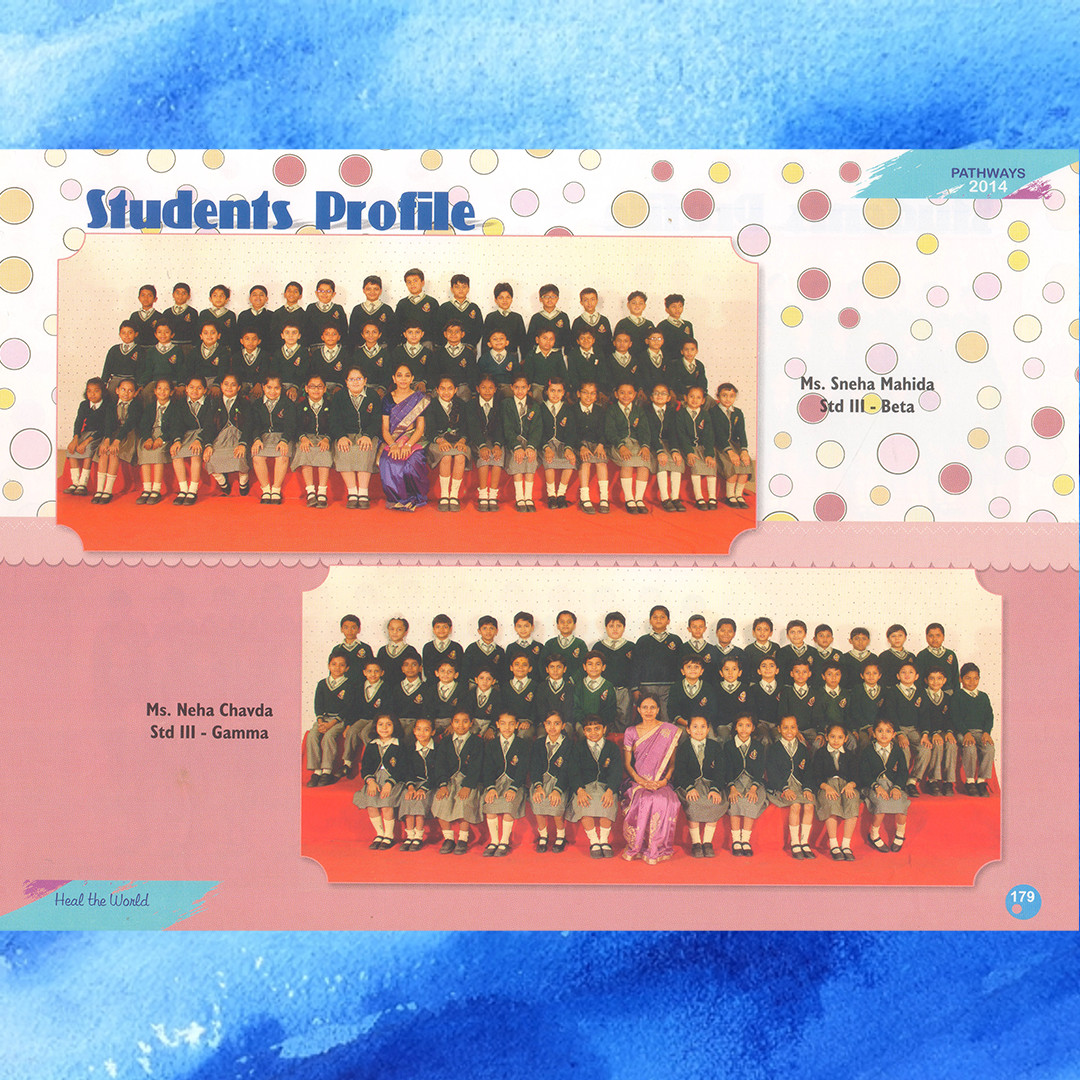 PATHWAYS
2014
Students Profile
Ms. Sneha Mahida
Std III - Beta
Ms. Neha Chavda
Std III - Gamma
Heal the World
179